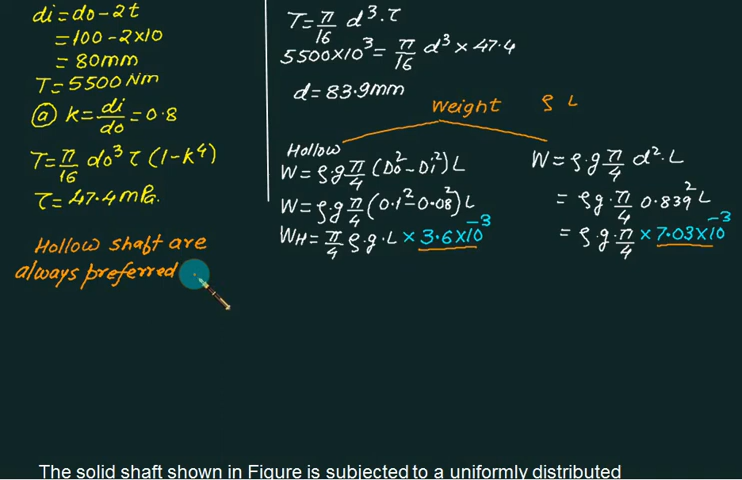 di = do - 2t
= 100 - 2×10
= 80mm
T = 5500 Nm
(a) k = di/do = 0.8
T = π/16 do³ τ (1-k⁴)
τ = 47.4 mPa.
Hollow shaft are
always preferred
T = π/16 d³.τ
5500×10³ = π/16 d³ × 47.4
d = 83.9mm
Weight ρ L
Hollow
W = ρ.g π/4 (Do² - Di²) L
W = ρ.g π/4 (0.1² - 0.08²) L
WH = π/4 ρ.g.L × 3.6×10⁻³
W = ρ.g π/4 d².L
= ρg.π/4 0.839² L
= ρ.g.π/4 × 7.03×10⁻³
The solid shaft shown in Figure is subjected to a uniformly distributed